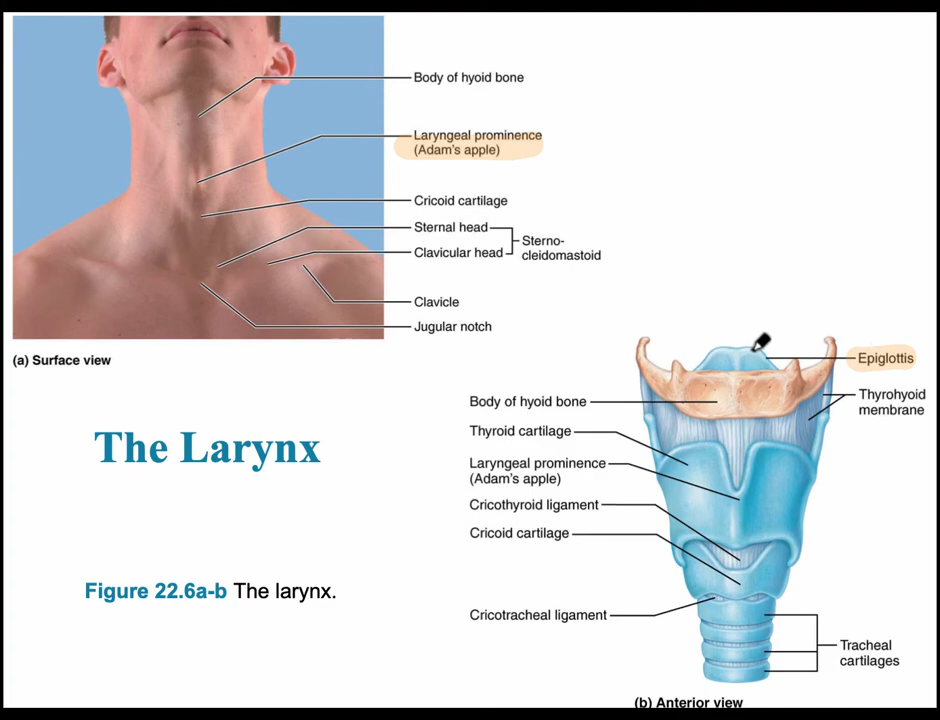 Body of hyoid bone
Laryngeal prominence
(Adam's apple)
Cricoid cartilage
Sternal head
Clavicular head
Sterno-
cleidomastoid
Clavicle
Jugular notch
(a) Surface view
The Larynx
Figure 22.6a-b The larynx.
Epiglottis
Thyrohyoid
membrane
Body of hyoid bone
Thyroid cartilage
Laryngeal prominence
(Adam's apple)
Cricothyroid ligament
Cricoid cartilage
Cricotracheal ligament
Tracheal
cartilages
(b) Anterior view